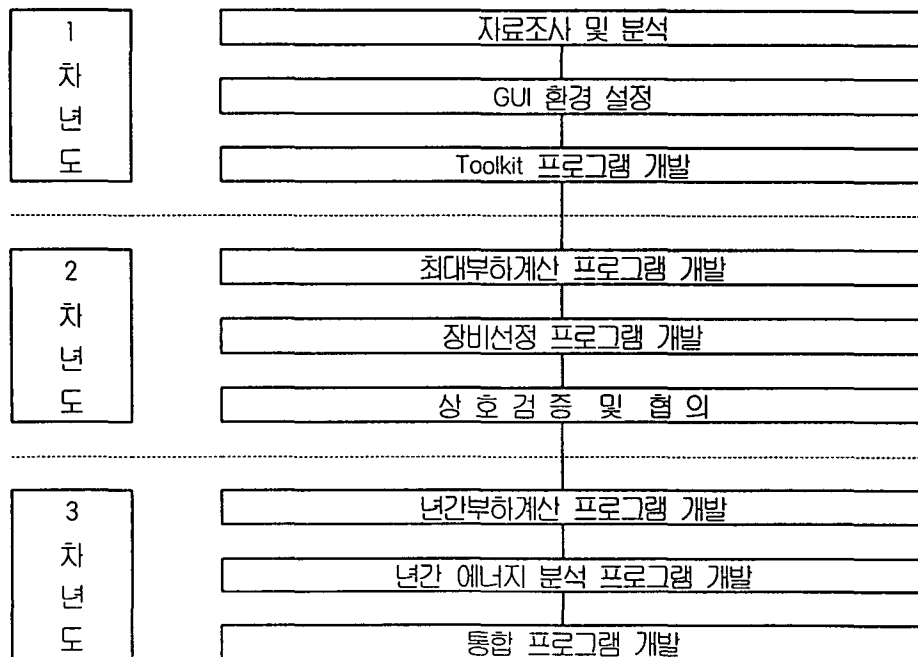 1차년도
자료조사 및 분석
GUI 환경 설정
Toolkit 프로그램 개발
2차년도
최대부하계산 프로그램 개발
장비선정 프로그램 개발
상 호 검 증 및 협 의
3차년도
년간부하계산 프로그램 개발
년간 에너지 분석 프로그램 개발
통합 프로그램 개발